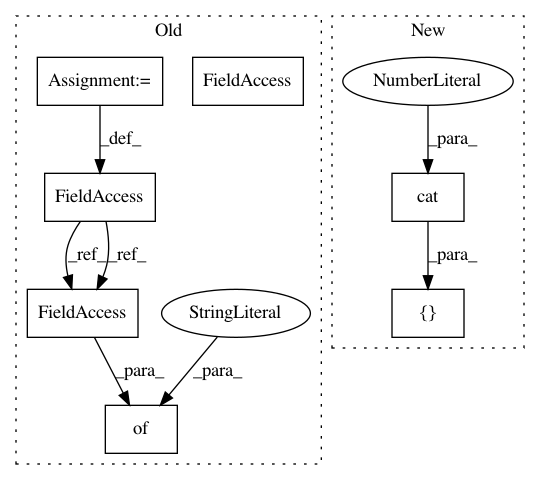 Old
New
Assignment:=
FieldAccess
NumberLiteral
_def_
_para_
FieldAccess
cat
_ref_
_ref_
_para_
FieldAccess
StringLiteral
{}
_para_
_para_
of